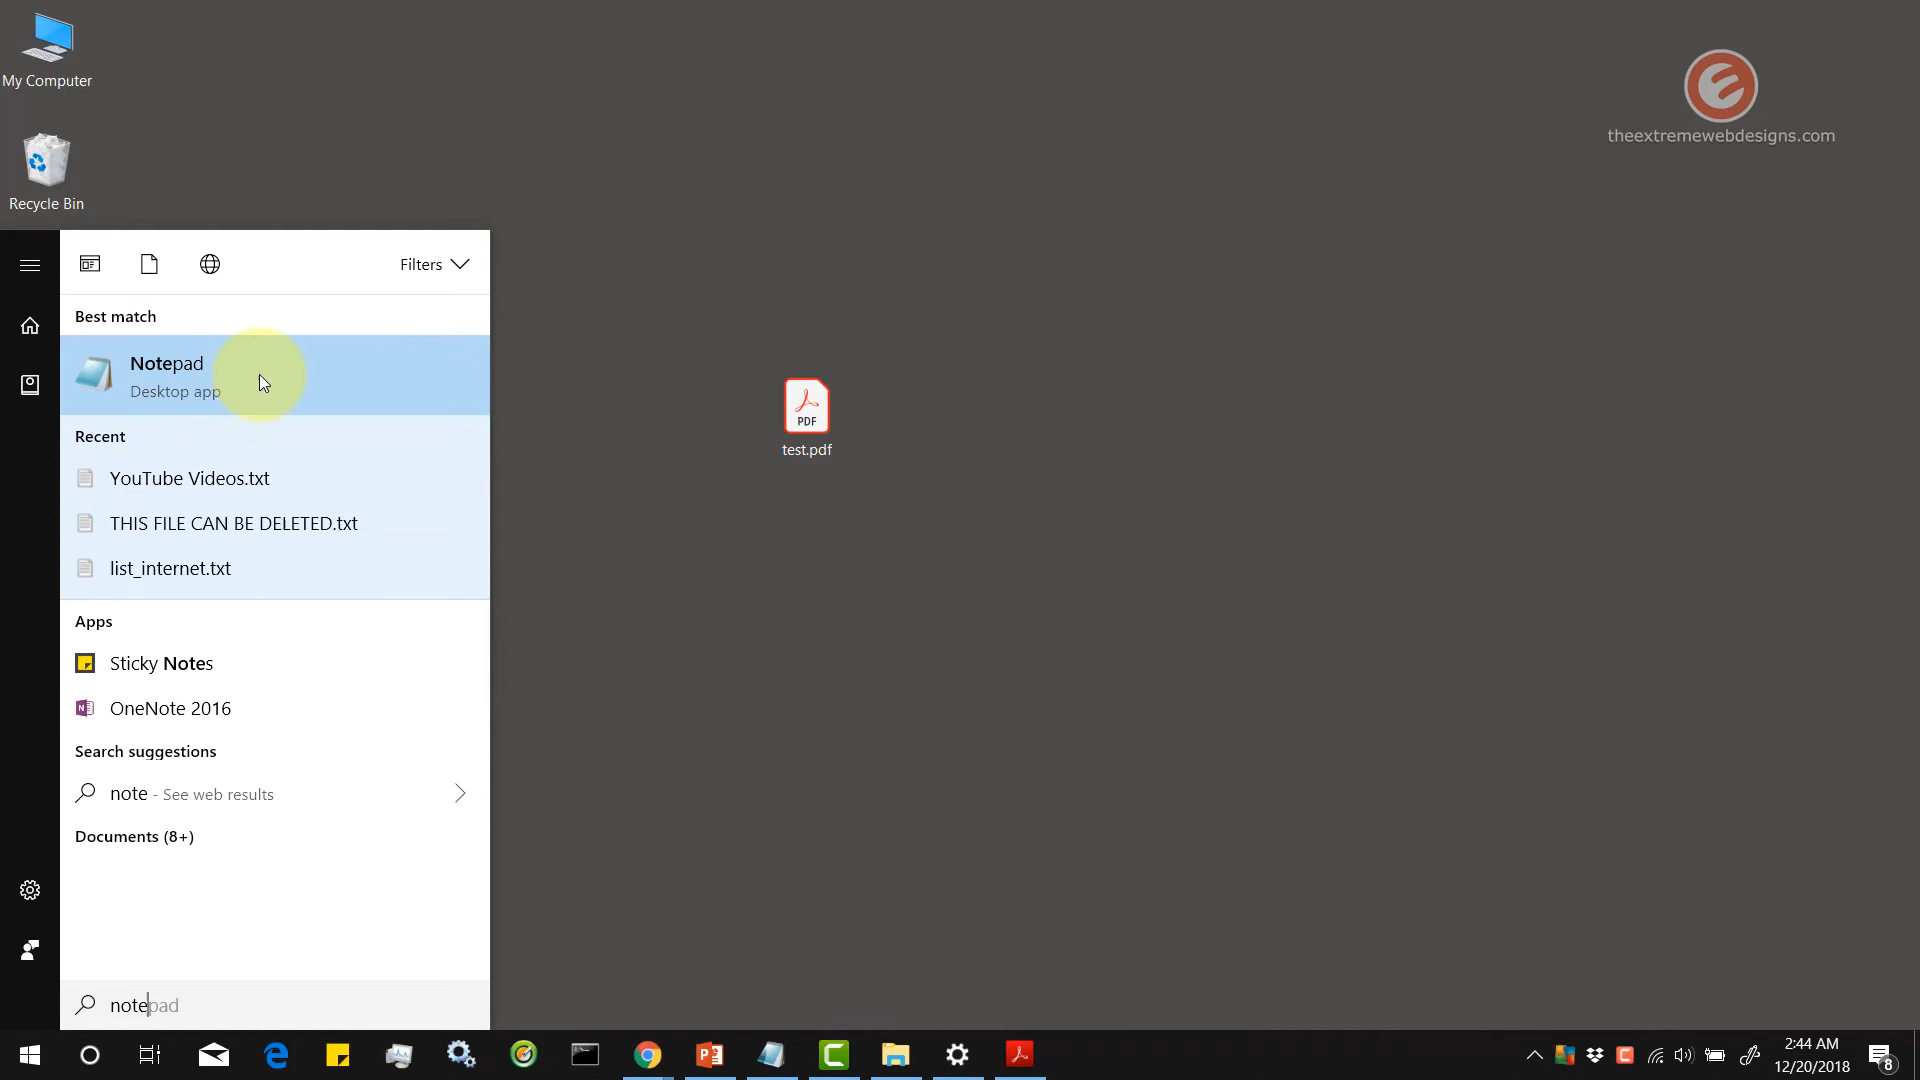 My Computer
Recycle Bin
theextremewebdesigns.com
Filters
Best match
Notepad
Desktop app
Recent
YouTube Videos.txt
THIS FILE CAN BE DELETED.txt
list_internet.txt
Apps
Sticky Notes
OneNote 2016
Search suggestions
note - See web results
Documents (8+)
notepad
PDF
test.pdf
2:44 AM
12/20/2018
8